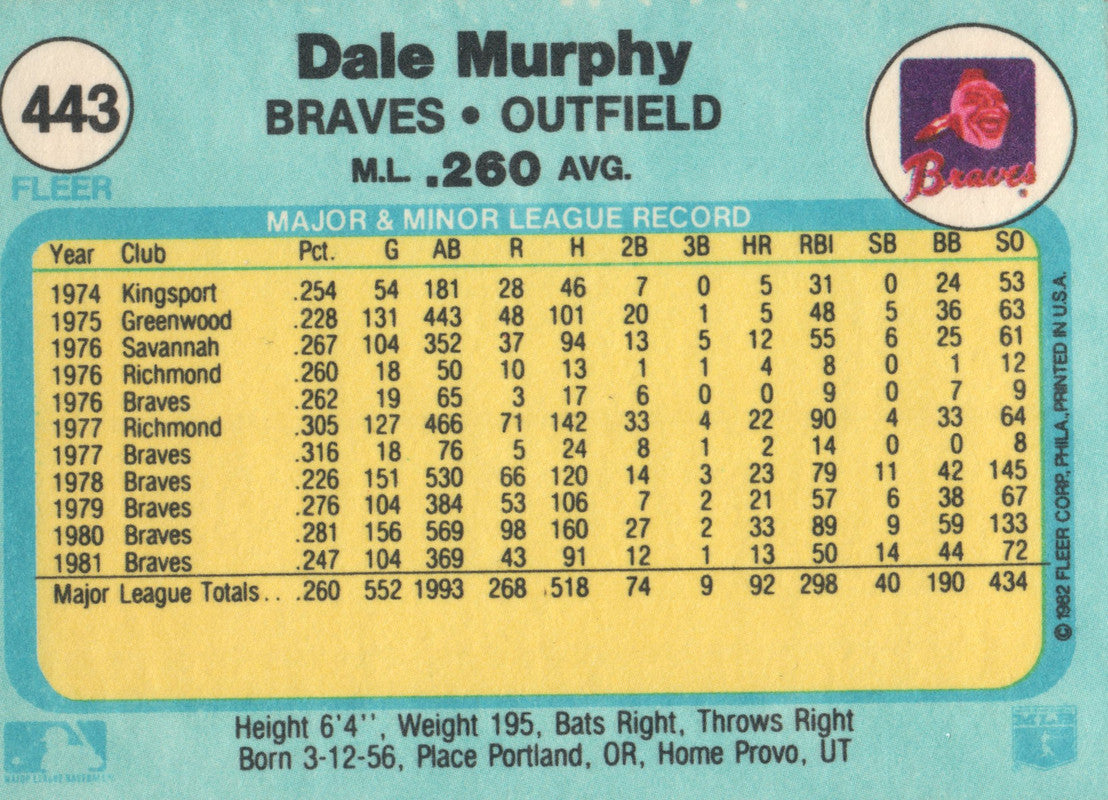 443
FLEER
Dale Murphy
BRAVES • OUTFIELD
M.L. .260 AVG.
Braves
MAJOR & MINOR LEAGUE RECORD
Year Club Pct. G AB R H 2B 3B HR RBI SB BB SO
1974 Kingsport .254 54 181 28 46 7 0 5 31 0 24 53
1975 Greenwood .228 131 443 48 101 20 1 5 48 5 36 63
1976 Savannah .267 104 352 37 94 13 5 12 55 6 25 61
1976 Richmond .260 18 50 10 13 1 1 4 8 0 1 12
1976 Braves .262 19 65 3 17 6 0 0 9 0 7 9
1977 Richmond .305 127 466 71 142 33 4 22 90 4 33 64
1977 Braves .316 18 76 5 24 8 1 2 14 0 0 8
1978 Braves .226 151 530 66 120 14 3 23 79 11 42 145
1979 Braves .276 104 384 53 106 7 2 21 57 6 38 67
1980 Braves .281 156 569 98 160 27 2 33 89 9 59 133
1981 Braves .247 104 369 43 91 12 1 13 50 14 44 72
Major League Totals . . .260 552 1993 268 518 74 9 92 298 40 190 434
© 1982 FLEER CORP., PHILA., PRINTED IN U.S.A.
Height 6'4'', Weight 195, Bats Right, Throws Right
Born 3-12-56, Place Portland, OR, Home Provo, UT
MAJOR LEAGUE BASEBALL
MLB